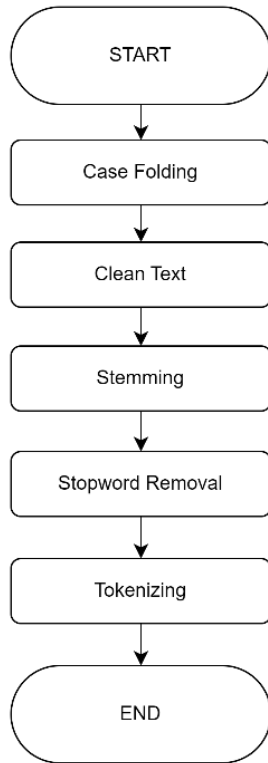 START
Case Folding
Clean Text
Stemming
Stopword Removal
Tokenizing
END